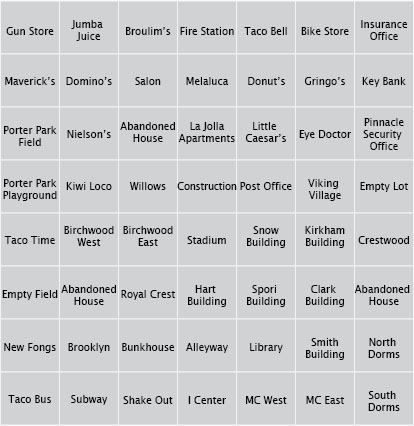 Gun Store Jumba Juice Broulim's Fire Station Taco Bell Bike Store Insurance Office
Maverick's Domino's Salon Melaluca Donut's Gringo's Key Bank
Porter Park Field Nielson's Abandoned House La Jolla Apartments Little Caesar's Eye Doctor Pinnacle Security Office
Porter Park Playground Kiwi Loco Willows Construction Post Office Viking Village Empty Lot
Taco Time Birchwood West Birchwood East Stadium Snow Building Kirkham Building Crestwood
Empty Field Abandoned House Royal Crest Hart Building Spori Building Clark Building Abandoned House
New Fongs Brooklyn Bunkhouse Alleyway Library Smith Building North Dorms
Taco Bus Subway Shake Out I Center MC West MC East South Dorms